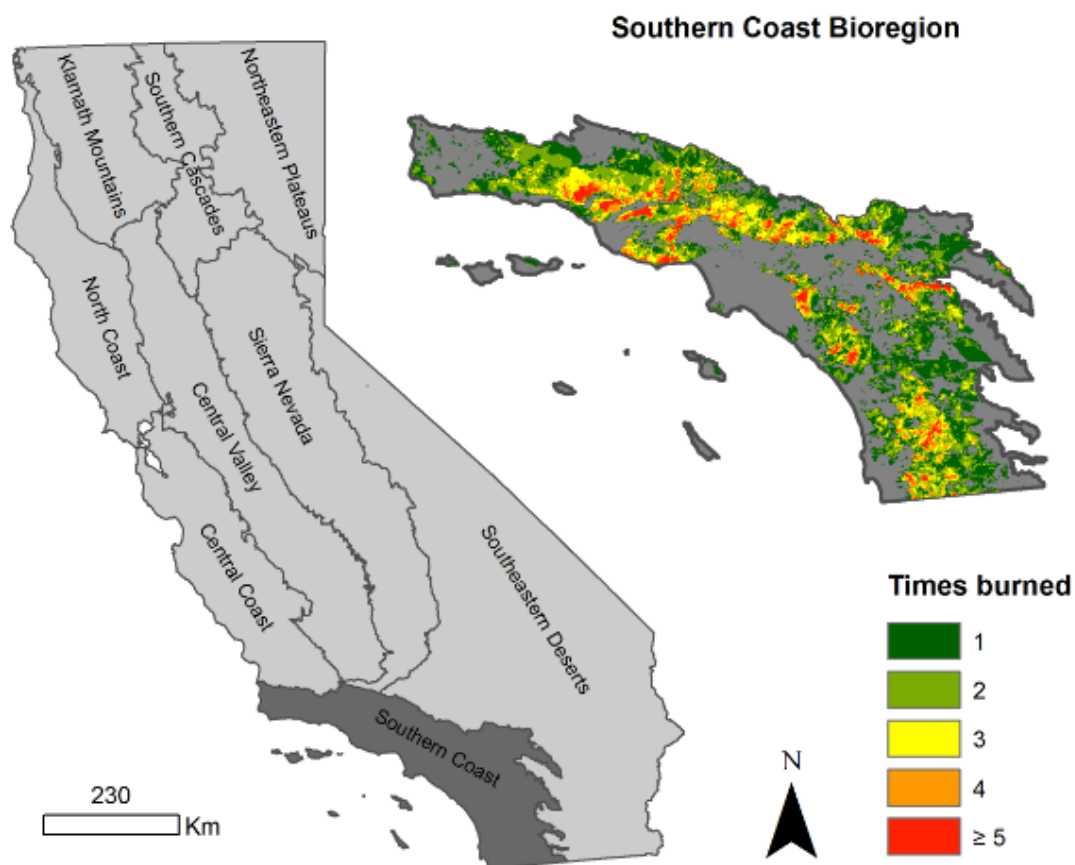 Southern Coast Bioregion
Klamath Mountains
Southern Cascades
Northeastern Plateaus
North Coast
Sierra Nevada
Central Valley
Central Coast
Southeastern Deserts
Southern Coast
230
Km
N
Times burned
1
2
3
4
≥ 5